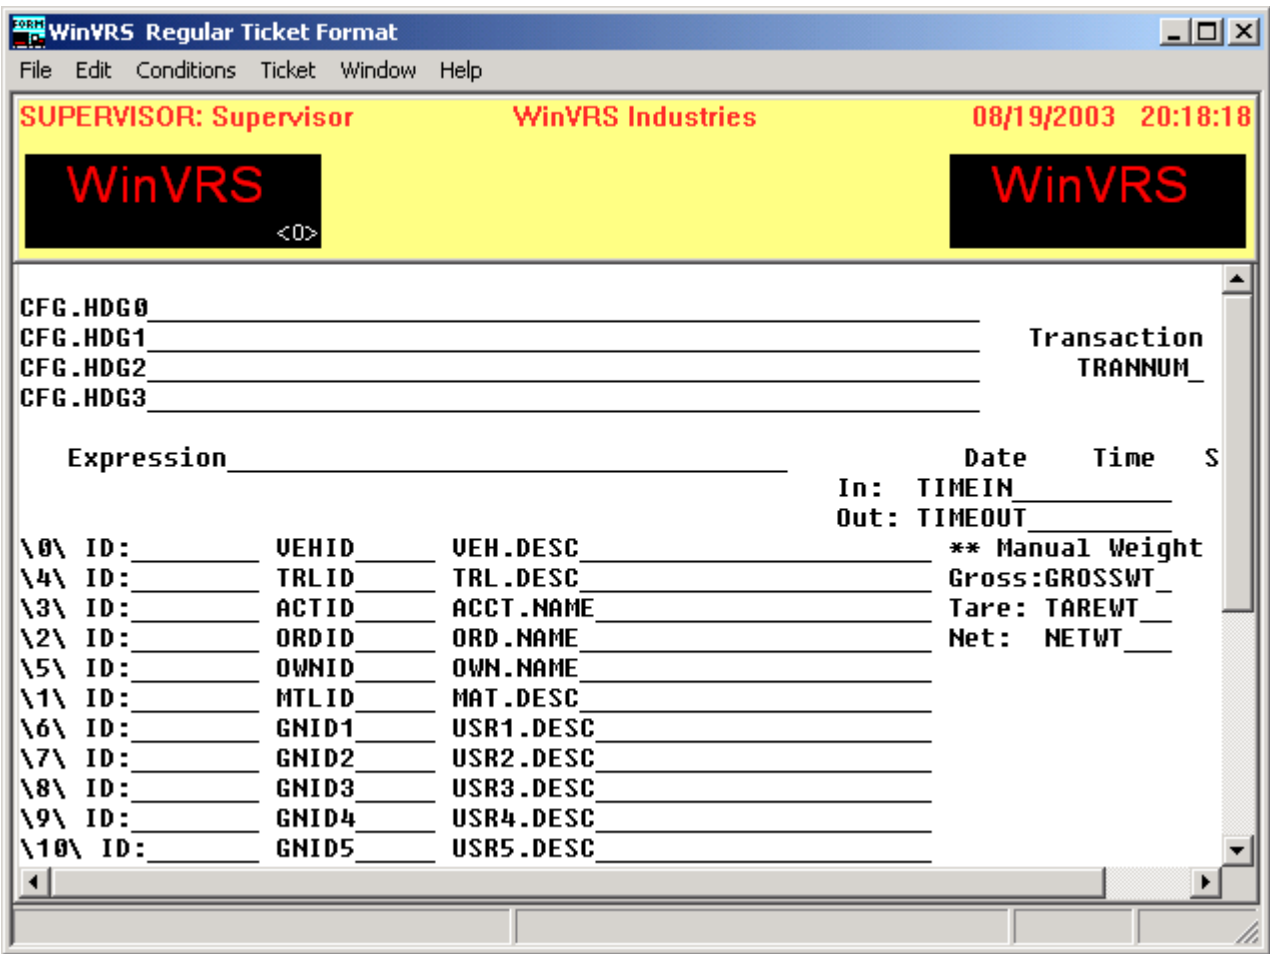 FORM
WinVRS Regular Ticket Format
File Edit Conditions Ticket Window Help
SUPERVISOR: Supervisor WinVRS Industries 08/19/2003 20:18:18
WinVRS WinVRS
<0>
CFG.HDG0
CFG.HDG1 Transaction
CFG.HDG2 TRANNUM_
CFG.HDG3
Expression Date Time S
In: TIMEIN
Out: TIMEOUT
\0\ ID: VEHID VEH.DESC ** Manual Weight
\4\ ID: TRLID TRL.DESC Gross:GROSSWT_
\3\ ID: ACTID ACCT.NAME Tare: TAREWT__
\2\ ID: ORDID ORD.NAME Net: NETWT___
\5\ ID: OWNID OWN.NAME
\1\ ID: MTLID MAT.DESC
\6\ ID: GNID1 USR1.DESC
\7\ ID: GNID2 USR2.DESC
\8\ ID: GNID3 USR3.DESC
\9\ ID: GNID4 USR4.DESC
\10\ ID: GNID5 USR5.DESC